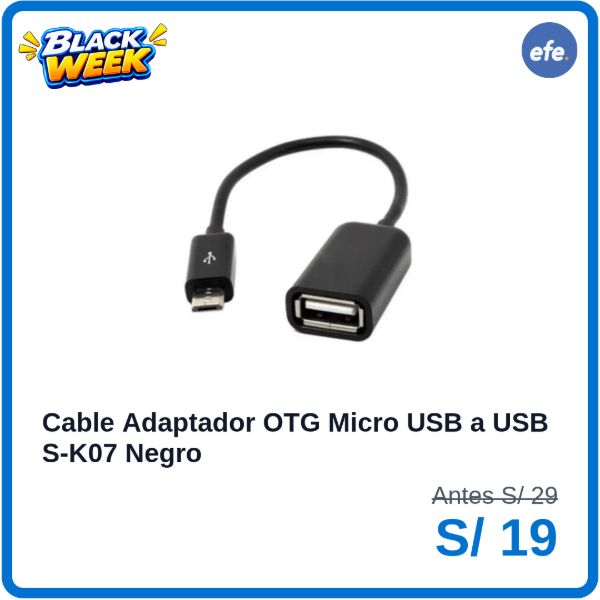 BLACK
WEEK
efe.
Cable Adaptador OTG Micro USB a USB
S-K07 Negro
Antes S/ 29
S/ 19